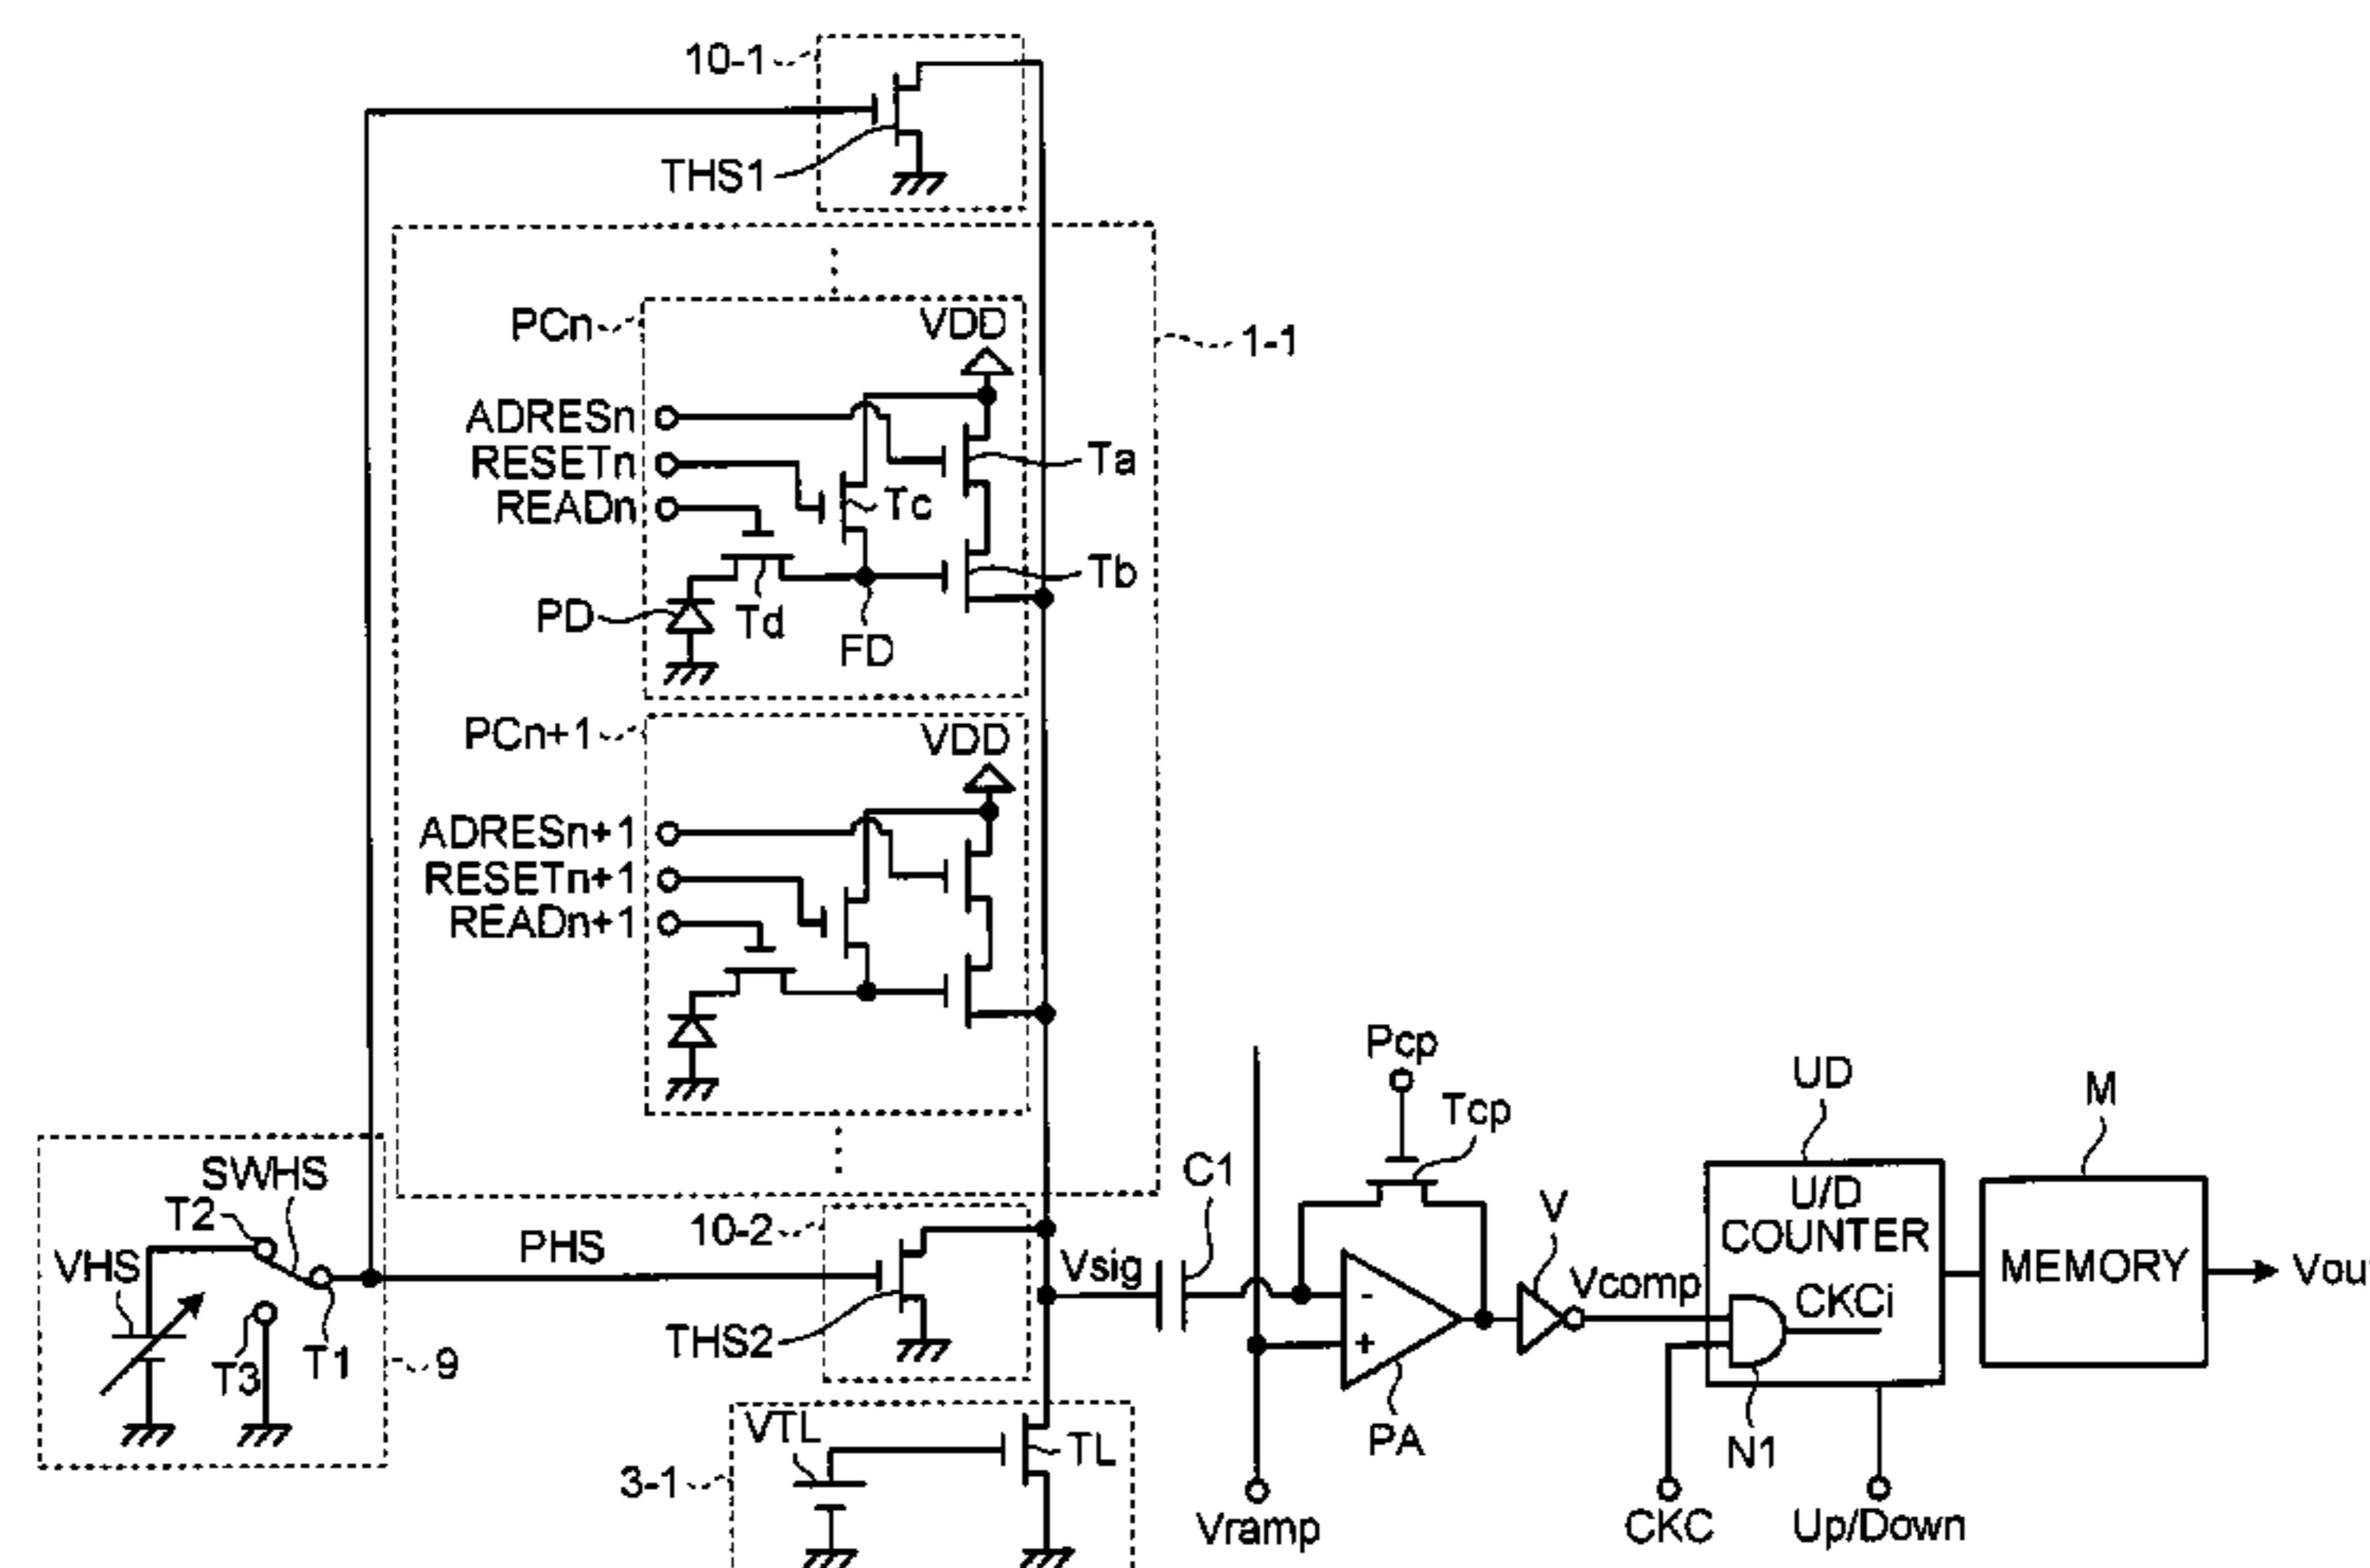 10-1
THS1
PCn
VDD
1-1
ADRESn
RESETn
READn
Ta
Tc
Tb
PD
Td
FD
PCn+1
VDD
ADRESn+1
RESETn+1
READn+1
Pcp
Tcp
UD
M
SWHS
T2
VHS
PHS
10-2
C1
V
U/D
COUNTER
Vsig
Vcomp
CKCi
MEMORY
-
+
THS2
T3
T1
9
VTL
TL
PA
N1
3-1
Vramp
CKC
Up/Down